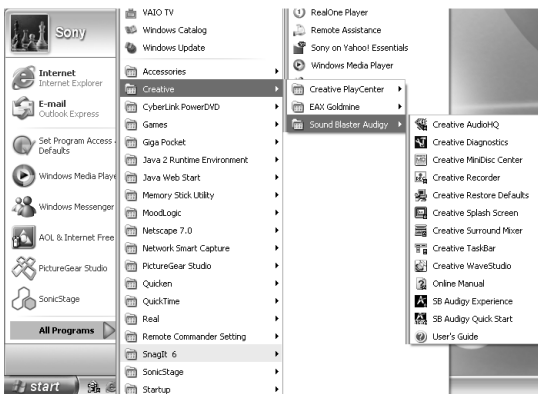 Sony
Internet
Internet Explorer
E-mail
Outlook Express
Set Program Access
Defaults
Windows Media Playe
Windows Messenger
AOL & Internet Free
PictureGear Studio
SonicStage
All Programs
start
VAIO TV
Windows Catalog
Windows Update
Accessories
Creative
CyberLink PowerDVD
Games
Giga Pocket
Java 2 Runtime Environment
Java Web Start
Memory Stick Utility
MoodLogic
Netscape 7.0
Network Smart Capture
PictureGear Studio
Quicken
QuickTime
Real
Remote Commander Setting
SnagIt 6
SonicStage
Startup
RealOne Player
Remote Assistance
Sony on Yahoo! Essentials
Windows Media Player
Creative PlayCenter
EAX Goldmine
Sound Blaster Audigy
Creative AudioHQ
Creative Diagnostics
Creative MiniDisc Center
Creative Recorder
Creative Restore Defaults
Creative Splash Screen
Creative Surround Mixer
Creative TaskBar
Creative WaveStudio
Online Manual
SB Audigy Experience
SB Audigy Quick Start
User's Guide